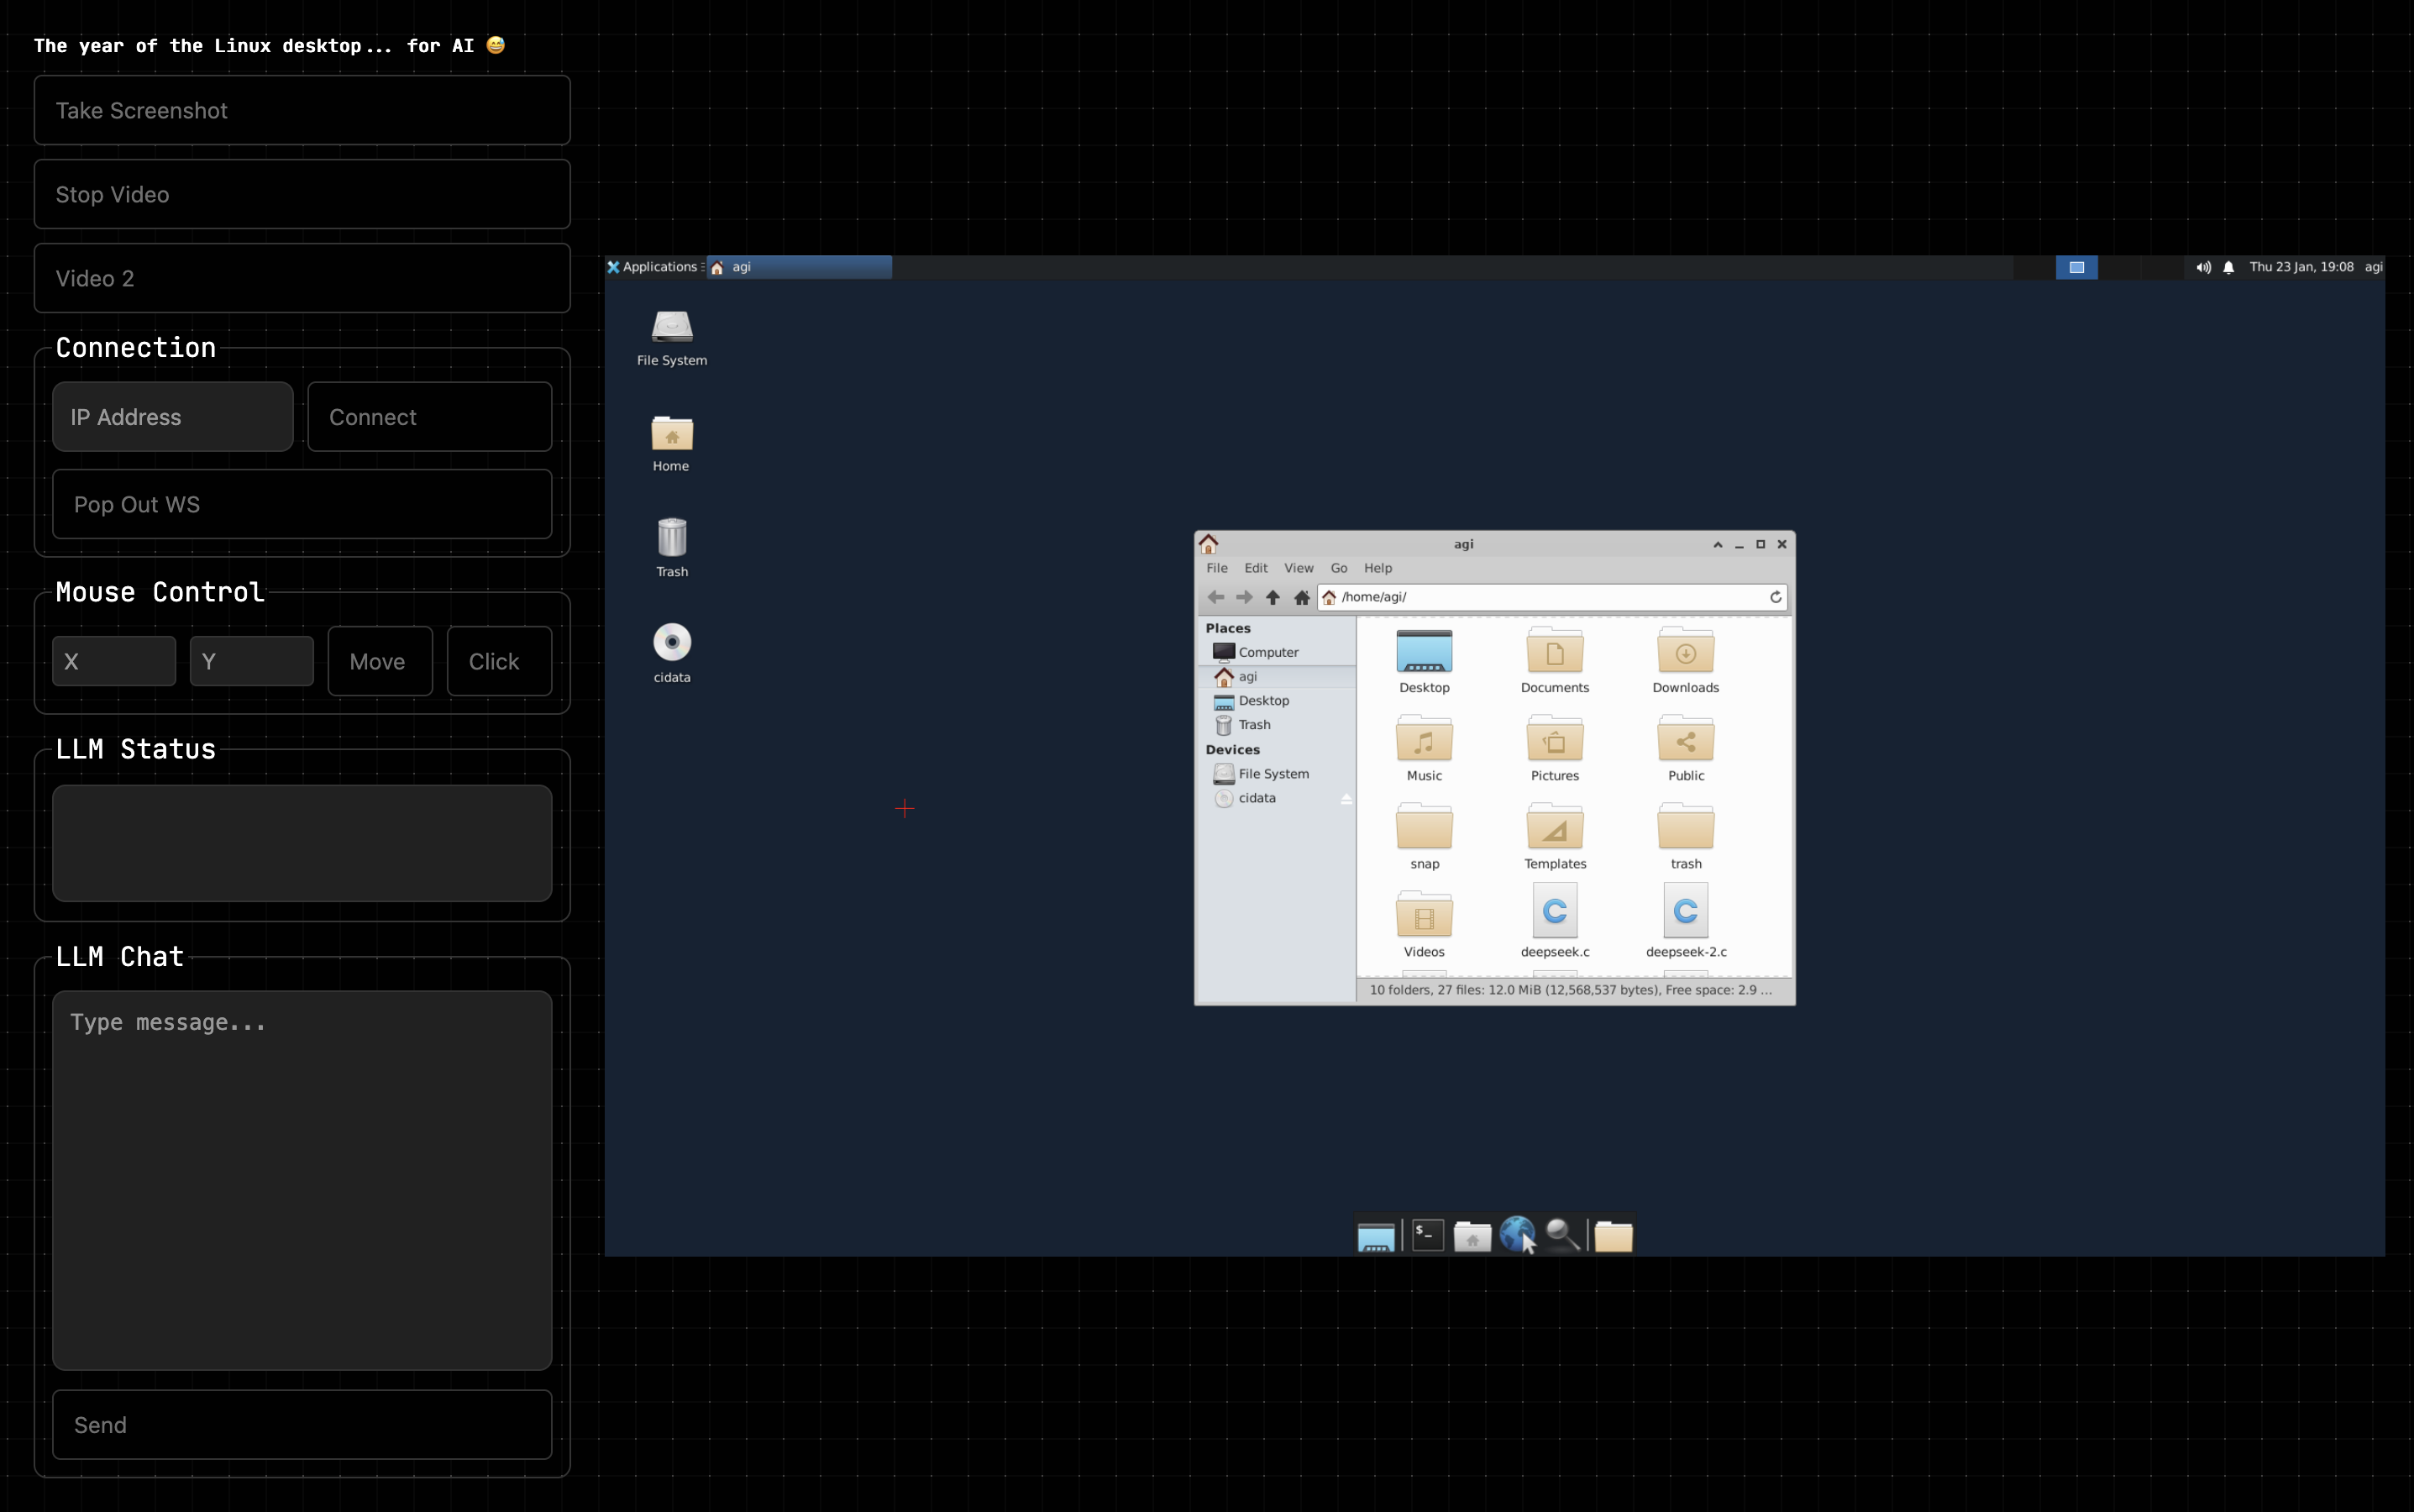 The year of the Linux desktop... for AI 😅
Take Screenshot
Stop Video
Video 2
Connection
IP Address
Connect
Pop Out WS
Mouse Control
X
Y
Move
Click
LLM Status
LLM Chat
Type message...
Send
Applications
agi
Thu 23 Jan, 19:08
agi
File System
Home
Trash
cidata
agi
File
Edit
View
Go
Help
/home/agi/
Places
Computer
agi
Desktop
Trash
Devices
File System
cidata
Desktop
Documents
Downloads
Music
Pictures
Public
snap
Templates
trash
Videos
deepseek.c
deepseek-2.c
10 folders, 27 files: 12.0 MiB (12,568,537 bytes), Free space: 2.9 ...
$_